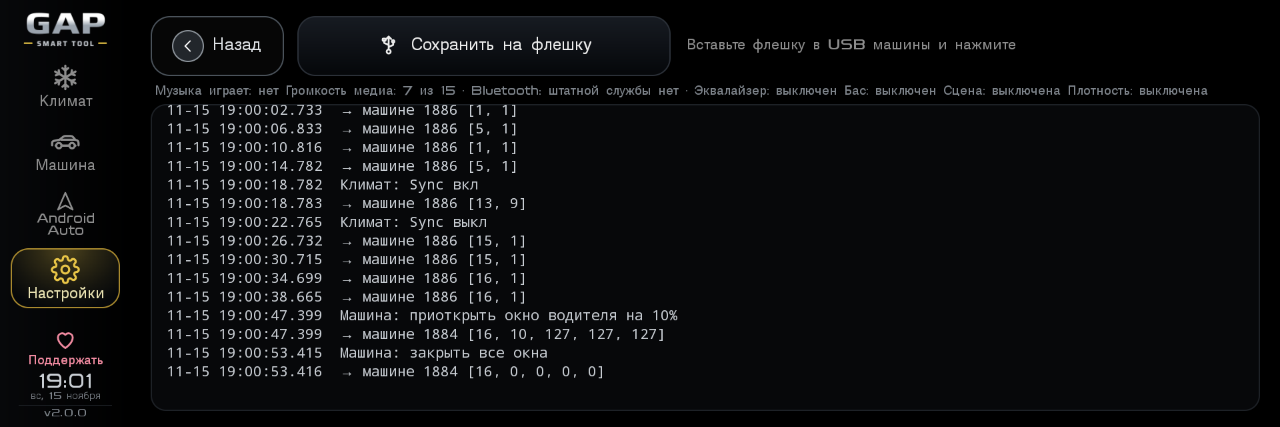 GAP
SMART TOOL
Климат
Машина
Android
Auto
Настройки
Поддержать
19:01
вс, 15 ноября
v2.0.0
Назад
Сохранить на флешку
Вставьте флешку в USB машины и нажмите
Музыка играет: нет Громкость медиа: 7 из 15 · Bluetooth: штатной службы нет · Эквалайзер: выключен Бас: выключен Сцена: выключена Плотность: выключена
11-15 19:00:02.733 → машине 1886 [1, 1]
11-15 19:00:06.833 → машине 1886 [5, 1]
11-15 19:00:10.816 → машине 1886 [1, 1]
11-15 19:00:14.782 → машине 1886 [5, 1]
11-15 19:00:18.782 Климат: Sync вкл
11-15 19:00:18.783 → машине 1886 [13, 9]
11-15 19:00:22.765 Климат: Sync выкл
11-15 19:00:26.732 → машине 1886 [15, 1]
11-15 19:00:30.715 → машине 1886 [15, 1]
11-15 19:00:34.699 → машине 1886 [16, 1]
11-15 19:00:38.665 → машине 1886 [16, 1]
11-15 19:00:47.399 Машина: приоткрыть окно водителя на 10%
11-15 19:00:47.399 → машине 1884 [16, 10, 127, 127, 127]
11-15 19:00:53.415 Машина: закрыть все окна
11-15 19:00:53.416 → машине 1884 [16, 0, 0, 0, 0]